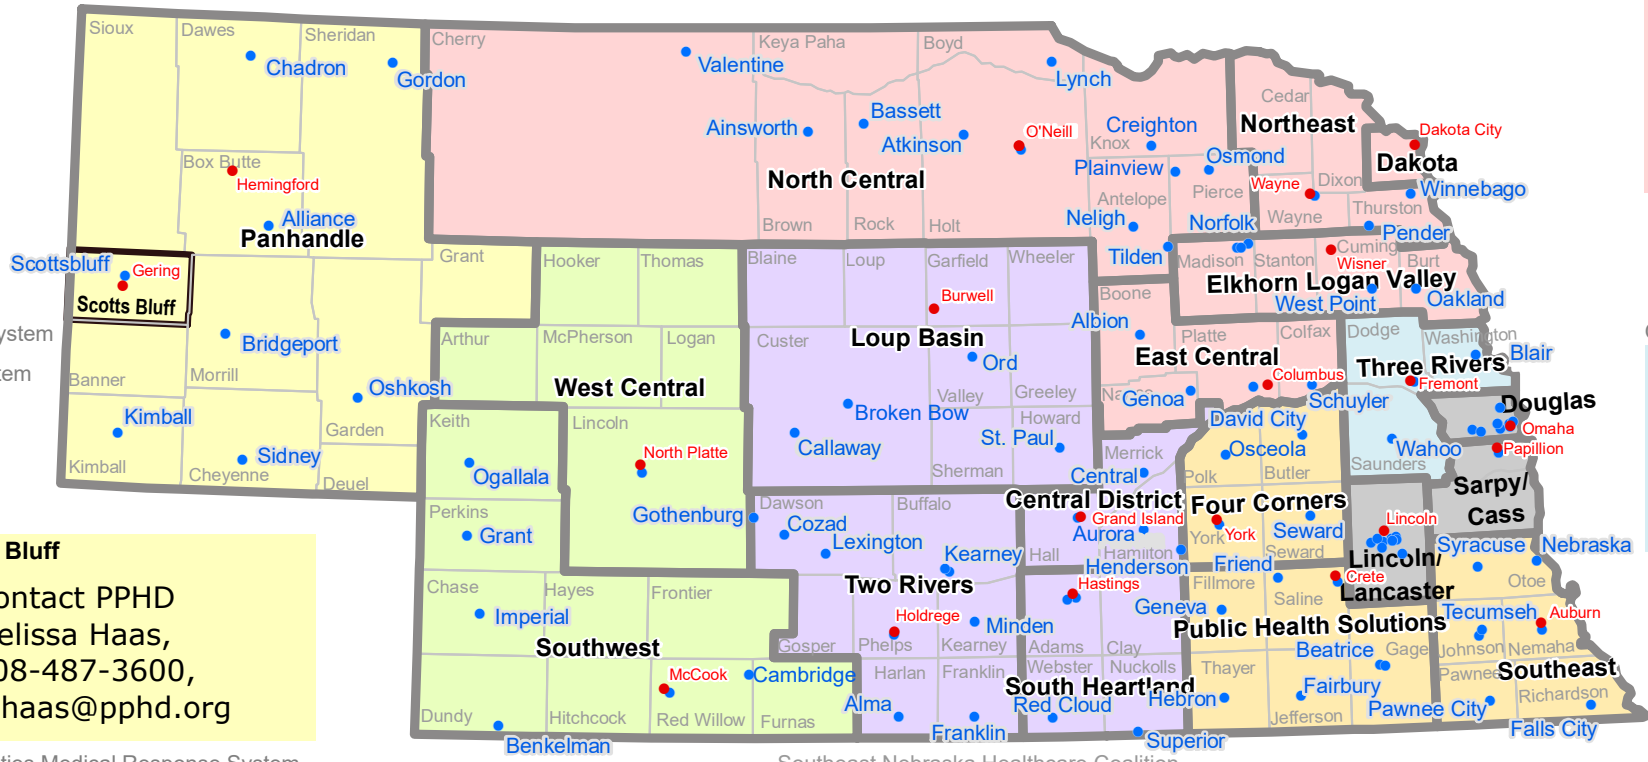 Sioux
Dawes
Sheridan
Cherry
Keya Paha
Boyd
Chadron
Gordon
Valentine
Lynch
Cedar
Northeast
Dakota City
Dakota
Ainsworth
Bassett
Atkinson
O'Neill
Creighton
Knox
Plainview
Osmond
Box Butte
Hemingford
North Central
Antelope
Pierce
Wayne
Dixon
Winnebago
Alliance
Panhandle
Brown
Rock
Holt
Neligh
Norfolk
Wayne
Thurston
Pender
Tilden
Scottsbluff
Gering
Scotts Bluff
Grant
Hooker
Thomas
Blaine
Loup
Garfield
Wheeler
Madison
Stanton
Cuming
Wisner
Burt
Elkhorn Logan Valley
West Point
Oakland
Burwell
Boone
Albion
ystem
tem
Bridgeport
Arthur
McPherson
Logan
Custer
Loup Basin
Ord
Platte
Colfax
East Central
Columbus
Dodge
Washington
Blair
Three Rivers
Fremont
Banner
Morrill
Oshkosh
West Central
Valley
Greeley
Genoa
Schuyler
Douglas
Omaha
Kimball
Garden
Keith
Lincoln
Broken Bow
Howard
David City
Callaway
St. Paul
Osceola
Wahoo
Papillion
Sidney
North Platte
Merrick
Kimball
Cheyenne
Deuel
Ogallala
Sherman
Central
Polk
Butler
Saunders
Sarpy/
Cass
Perkins
Gothenburg
Dawson
Buffalo
Central District
Grand Island
Four Corners
Lincoln
Grant
Cozad
Lexington
Aurora
York
York
Seward
Seward
Bluff
Kearney
Hall
Hamilton
Henderson
Friend
Lincoln/
Lancaster
Syracuse
Nebraska
Chase
Hayes
Frontier
Two Rivers
Hastings
Fillmore
Saline
Crete
Otoe
ontact PPHD
elissa Haas,
08-487-3600,
haas@pphd.org
Imperial
Holdrege
Minden
Geneva
Public Health Solutions
Tecumseh
Auburn
Southwest
Gosper
Phelps
Kearney
Adams
Clay
Beatrice
Gage
Johnson
Nemaha
McCook
Cambridge
Harlan
Franklin
Webster
Nuckolls
South Heartland
Thayer
Fairbury
Pawnee
Southeast
Richardson
Dundy
Hitchcock
Red Willow
Furnas
Alma
Franklin
Red Cloud
Hebron
Jefferson
Pawnee City
Falls City
Benkelman
Superior
Medical Response System
Southeast Nebraska Healthcare Coalition